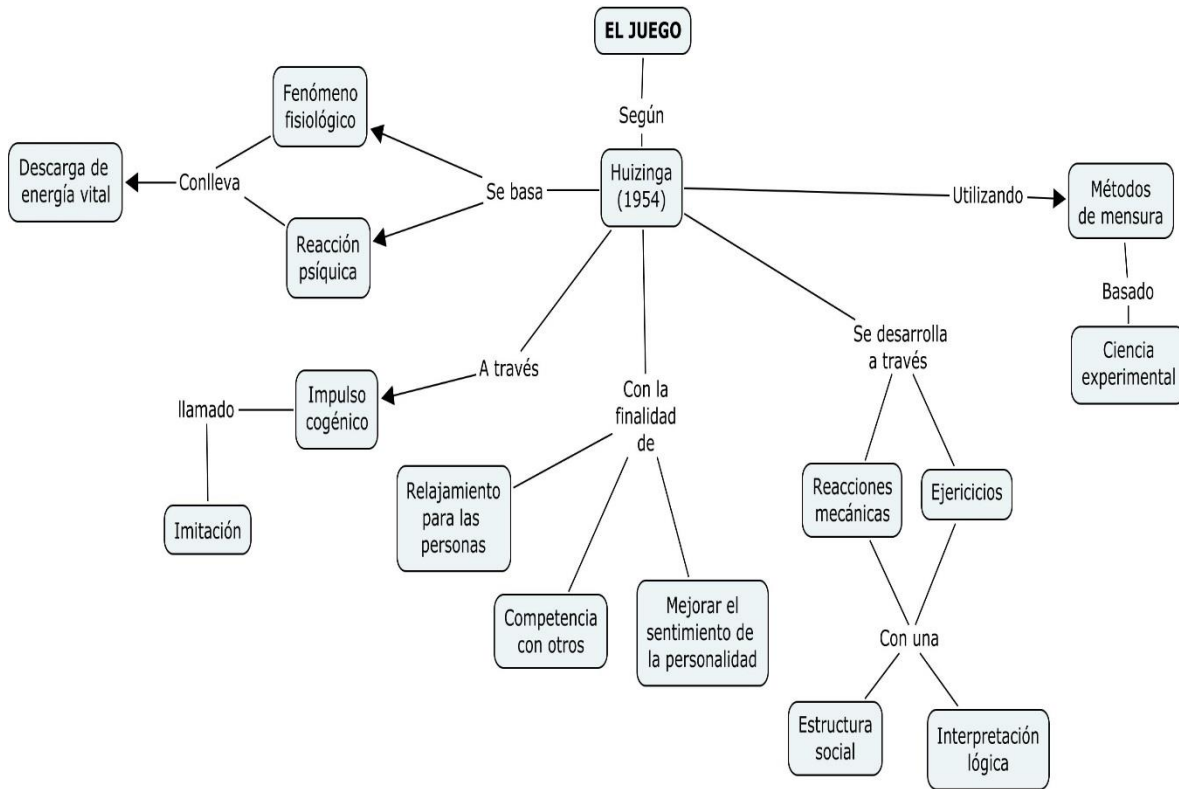 EL JUEGO
Según
Huizinga
(1954)
Se basa
Fenómeno
fisiológico
Reacción
psíquica
Conlleva
Descarga de
energía vital
Utilizando
Métodos
de mensura
Basado
Ciencia
experimental
A través
Impulso
cogénico
llamado
Imitación
Con la
finalidad
de
Relajamiento
para las
personas
Competencia
con otros
Mejorar el
sentimiento de
la personalidad
Se desarrolla
a través
Reacciones
mecánicas
Ejericicios
Con una
Estructura
social
Interpretación
lógica